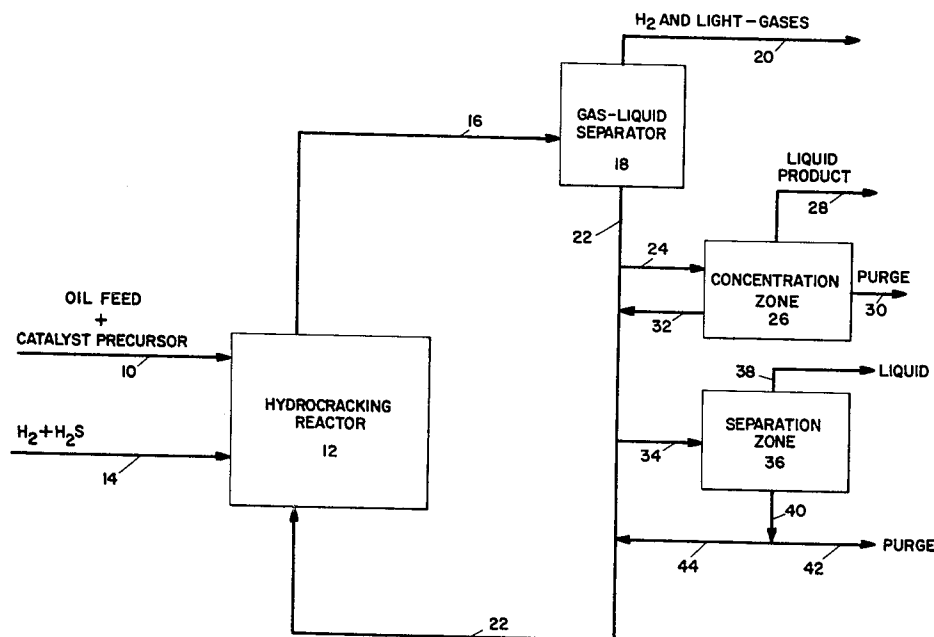 H2 AND LIGHT-GASES
20
16
GAS-LIQUID
SEPARATOR
18
LIQUID
PRODUCT
28
22
24
CONCENTRATION
ZONE
26
PURGE
30
32
OIL FEED
+
CATALYST PRECURSOR
10
38
LIQUID
HYDROCRACKING
REACTOR
12
SEPARATION
ZONE
36
H2+H2S
14
34
40
PURGE
44
42
22